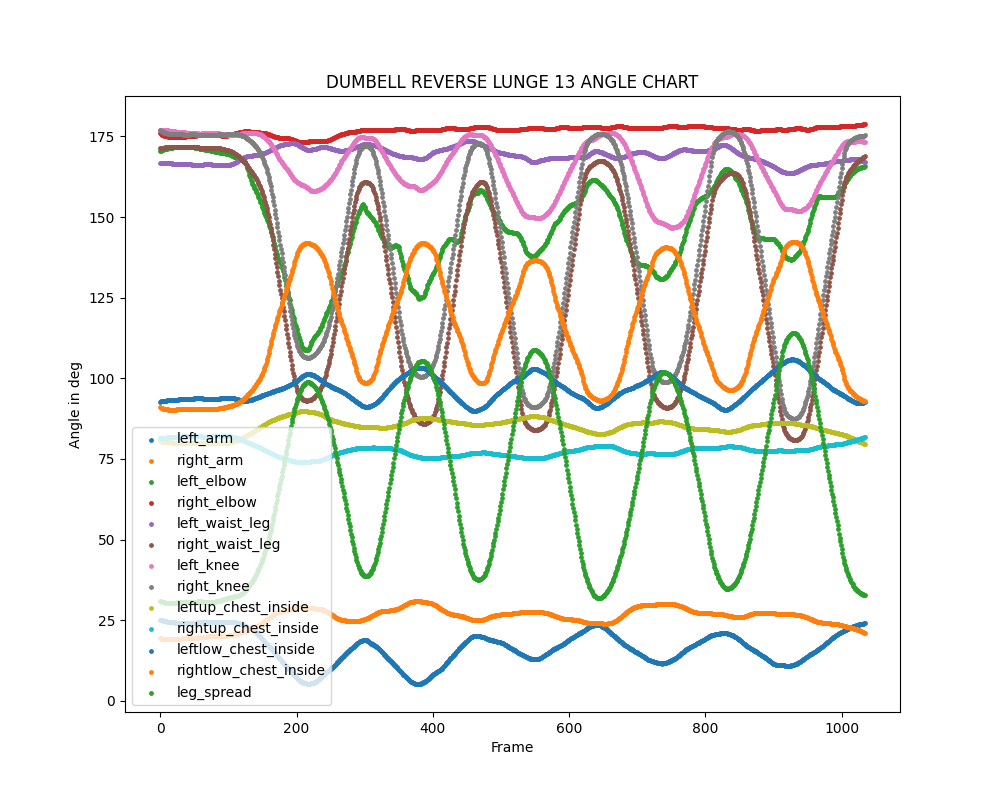 DUMBELL REVERSE LUNGE 13 ANGLE CHART
Angle in deg
175
150
125
100
75
50
25
0
left_arm
right_arm
left_elbow
right_elbow
left_waist_leg
right_waist_leg
left_knee
right_knee
leftup_chest_inside
rightup_chest_inside
leftlow_chest_inside
rightlow_chest_inside
leg_spread
0 200 400 600 800 1000
Frame